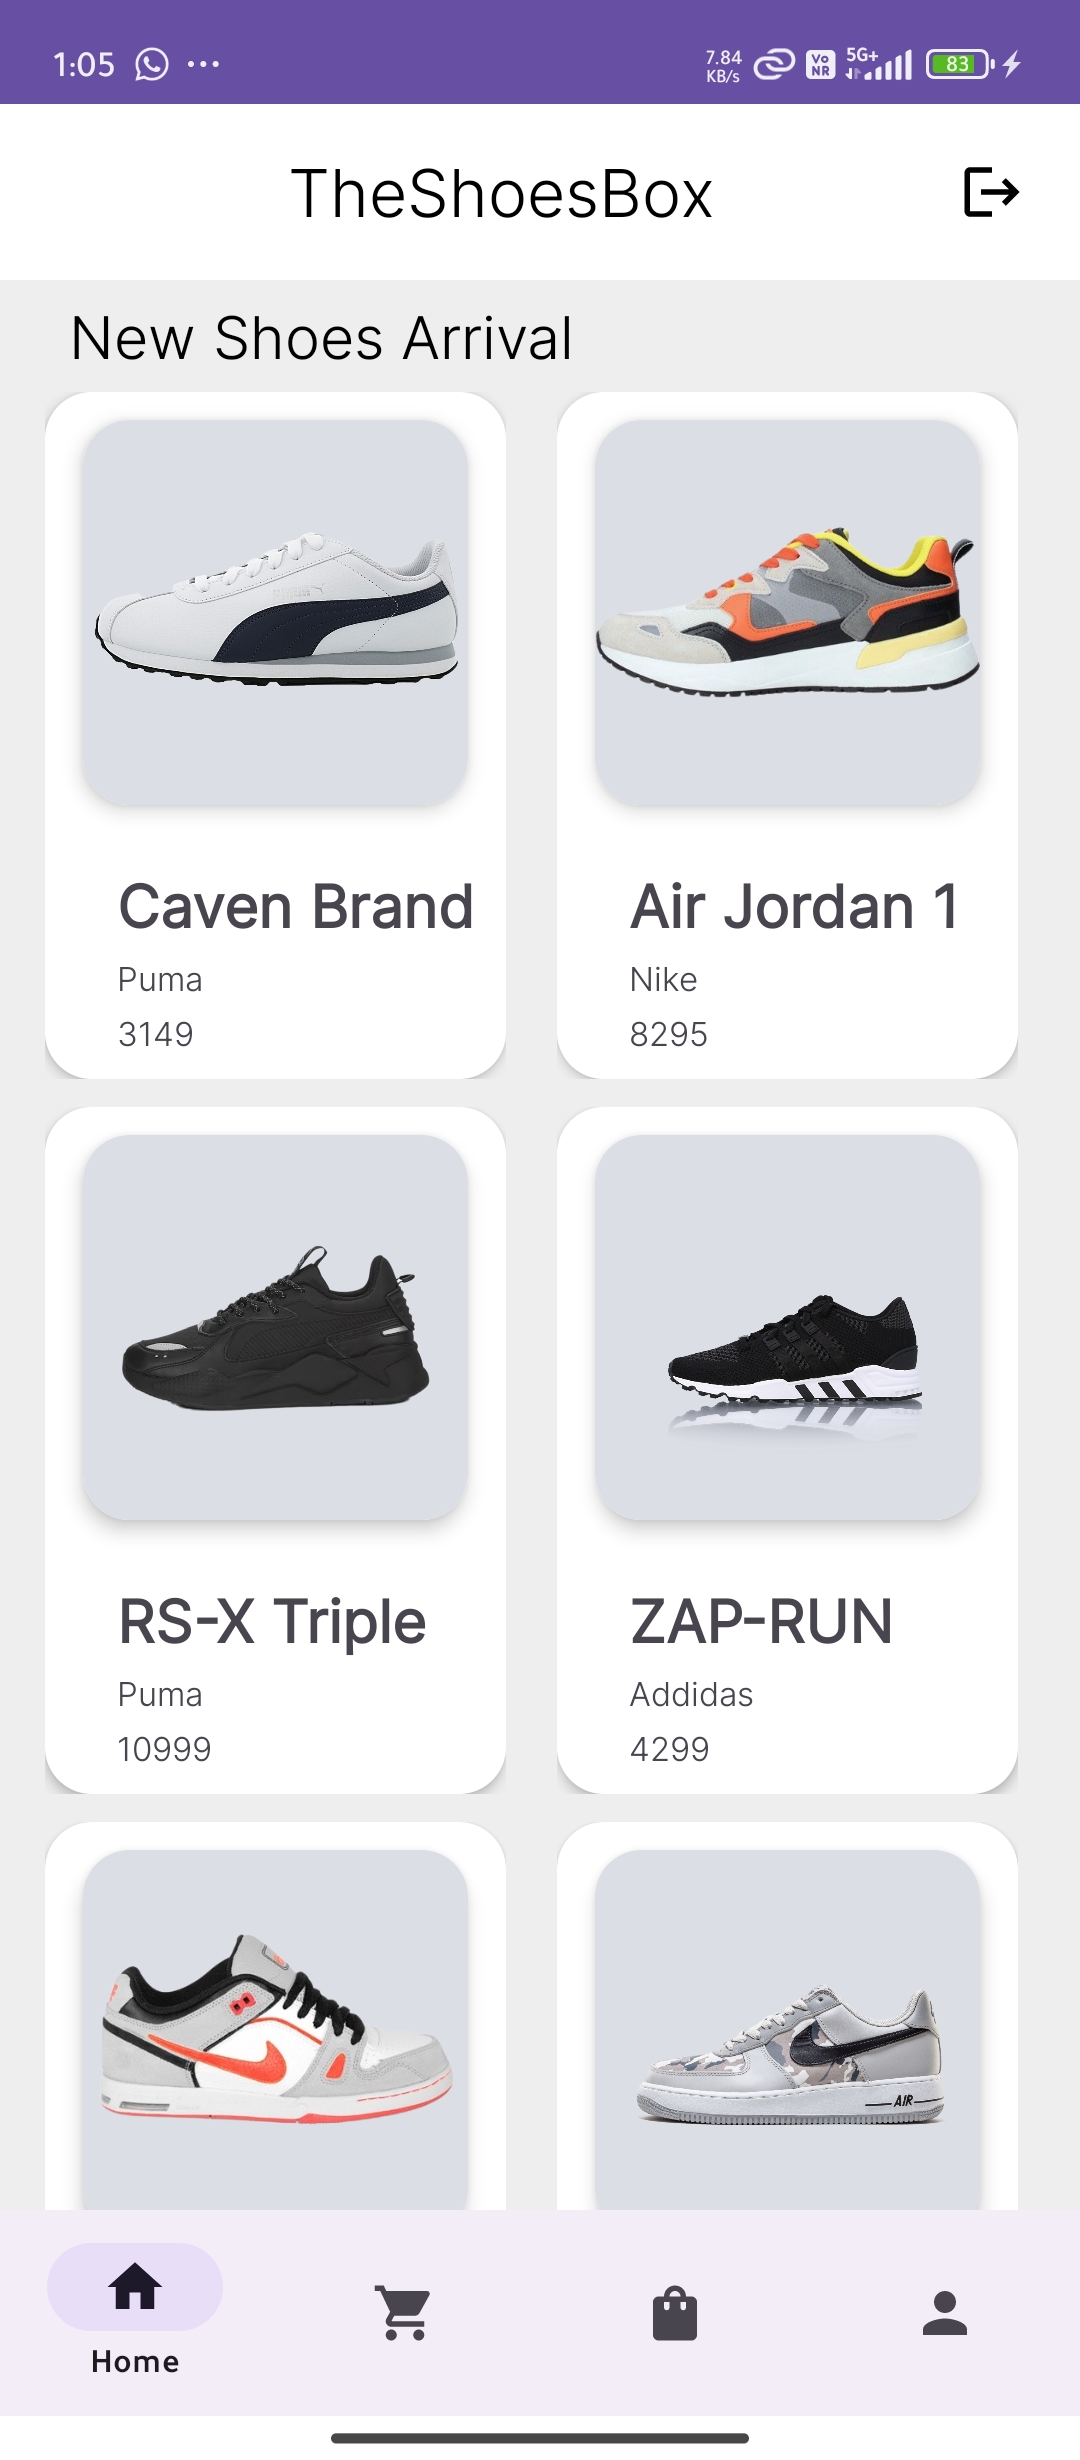 1:05 ... 7.84 KB/s Vo NR 5G+ 83
TheShoesBox
New Shoes Arrival
Caven Brand
Puma
3149
Air Jordan 1
Nike
8295
RS-X Triple
Puma
10999
ZAP-RUN
Addidas
4299
AIR
Home